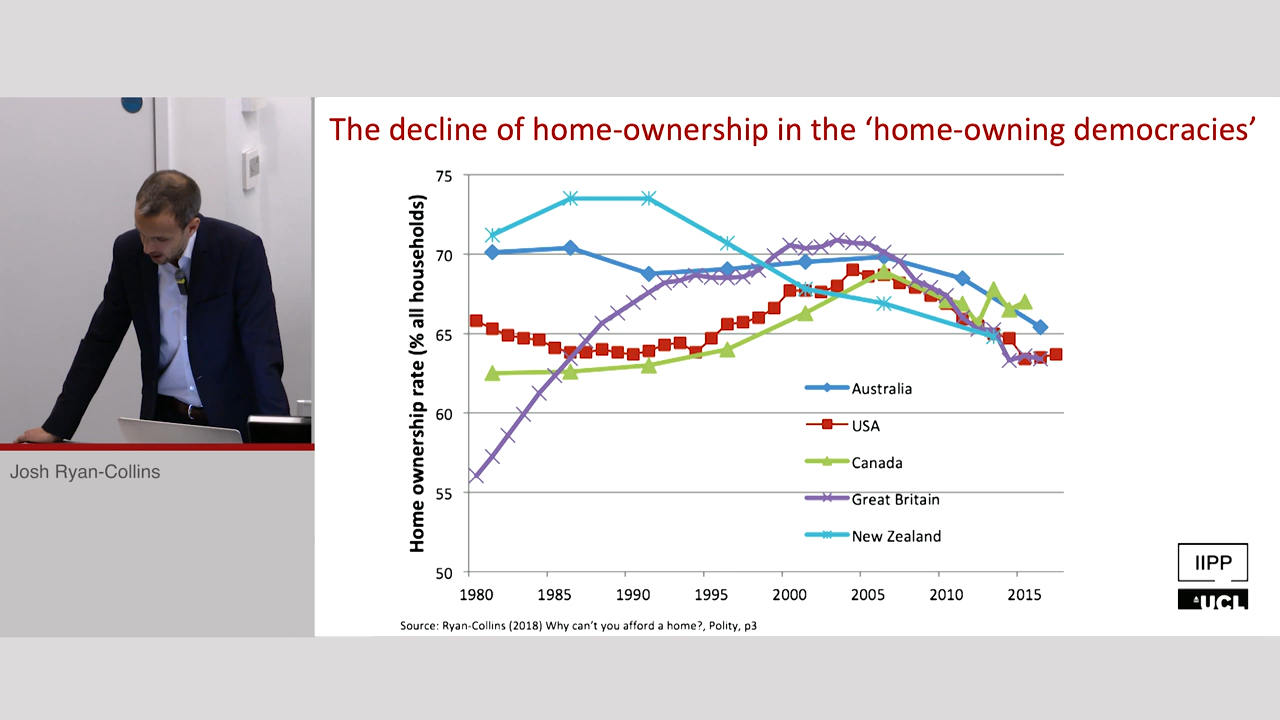 The decline of home-ownership in the ‘home-owning democracies’
Home ownership rate (% all households)
75
70
65
60
55
50
1980
1985
1990
1995
2000
2005
2010
2015
Australia
USA
Canada
Great Britain
New Zealand
Source: Ryan-Collins (2018) Why can’t you afford a home?, Polity, p3
Josh Ryan-Collins
IIPP
UCL